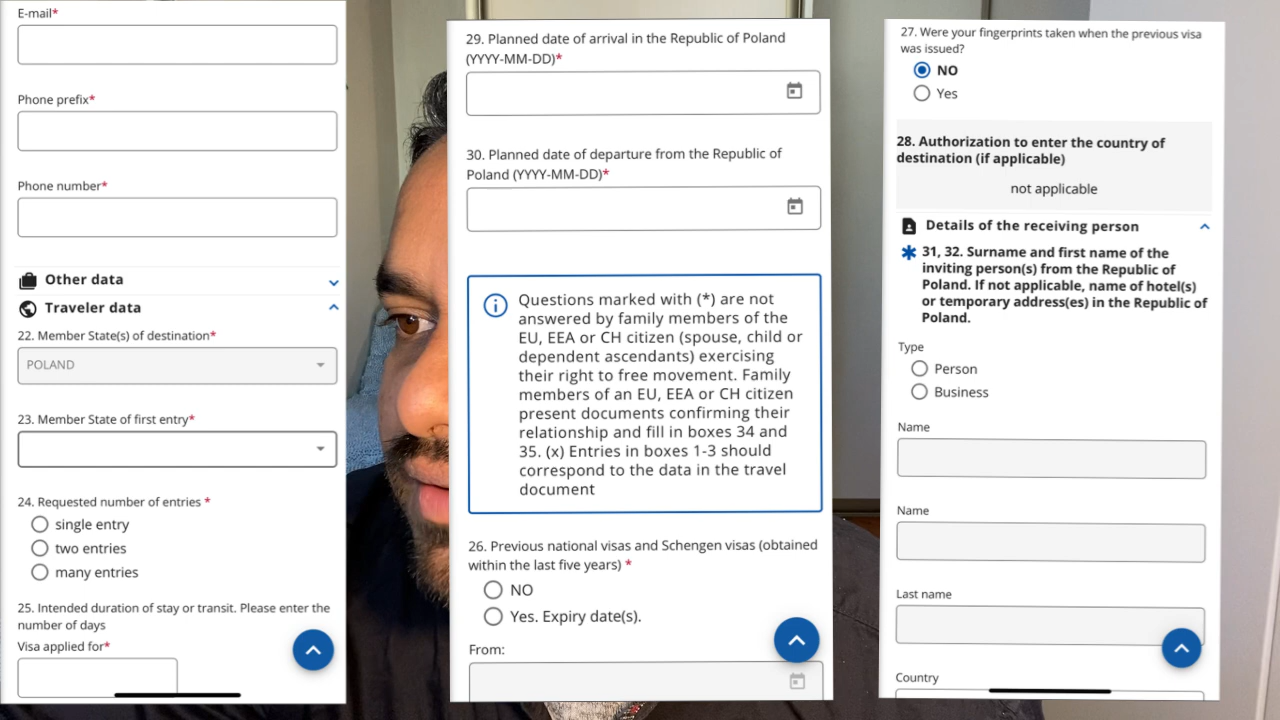 E-mail*
Phone prefix*
Phone number*
Other data
Traveler data
22. Member State(s) of destination*
POLAND
23. Member State of first entry*
24. Requested number of entries *
single entry
two entries
many entries
25. Intended duration of stay or transit. Please enter the
number of days
Visa applied for*
29. Planned date of arrival in the Republic of Poland
(YYYY-MM-DD)*
30. Planned date of departure from the Republic of
Poland (YYYY-MM-DD)*
Questions marked with (*) are not
answered by family members of the
EU, EEA or CH citizen (spouse, child or
dependent ascendants) exercising
their right to free movement. Family
members of an EU, EEA or CH citizen
present documents confirming their
relationship and fill in boxes 34 and
35. (x) Entries in boxes 1-3 should
correspond to the data in the travel
document
26. Previous national visas and Schengen visas (obtained
within the last five years) *
NO
Yes. Expiry date(s).
From:
27. Were your fingerprints taken when the previous visa
was issued?
NO
Yes
28. Authorization to enter the country of
destination (if applicable)
not applicable
Details of the receiving person
31, 32. Surname and first name of the
inviting person(s) from the Republic of
Poland. If not applicable, name of hotel(s)
or temporary address(es) in the Republic of
Poland.
Type
Person
Business
Name
Name
Last name
Country